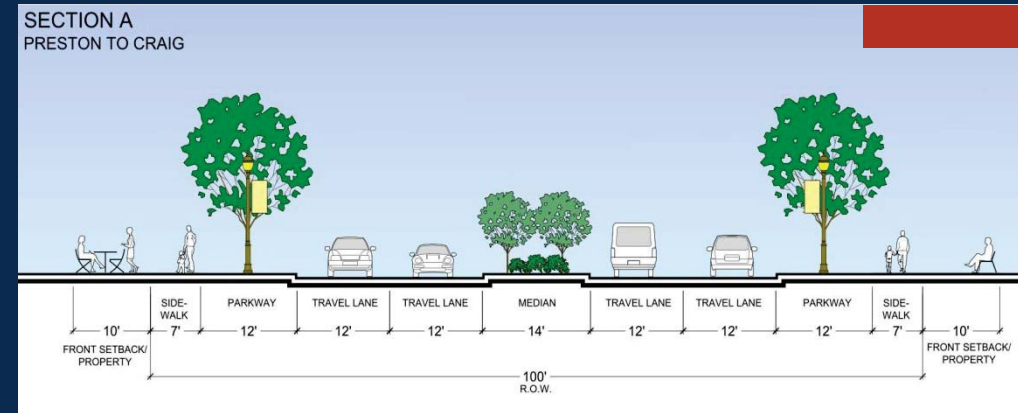 SECTION A
PRESTON TO CRAIG
SIDE-
WALK
PARKWAY
TRAVEL LANE
TRAVEL LANE
MEDIAN
TRAVEL LANE
TRAVEL LANE
PARKWAY
SIDE-
WALK
10'
7'
12'
12'
12'
14'
12'
12'
12'
7'
10'
FRONT SETBACK/
PROPERTY
FRONT SETBACK/
PROPERTY
100'
R.O.W.